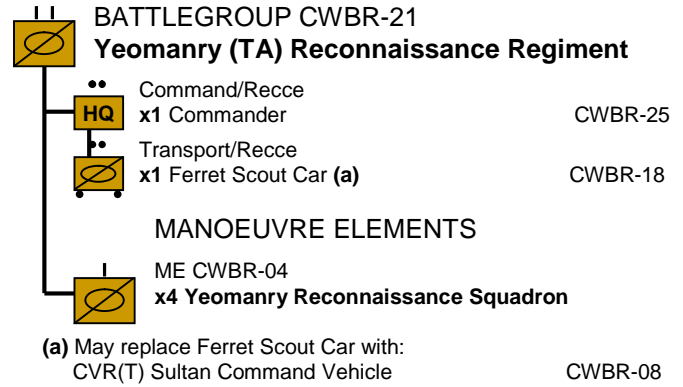 BATTLEGROUP CWBR-21
Yeomanry (TA) Reconnaissance Regiment
Command/Recce
HQ x1 Commander CWBR-25
Transport/Recce
x1 Ferret Scout Car (a) CWBR-18
MANOEUVRE ELEMENTS
ME CWBR-04
x4 Yeomanry Reconnaissance Squadron
(a) May replace Ferret Scout Car with:
CVR(T) Sultan Command Vehicle CWBR-08